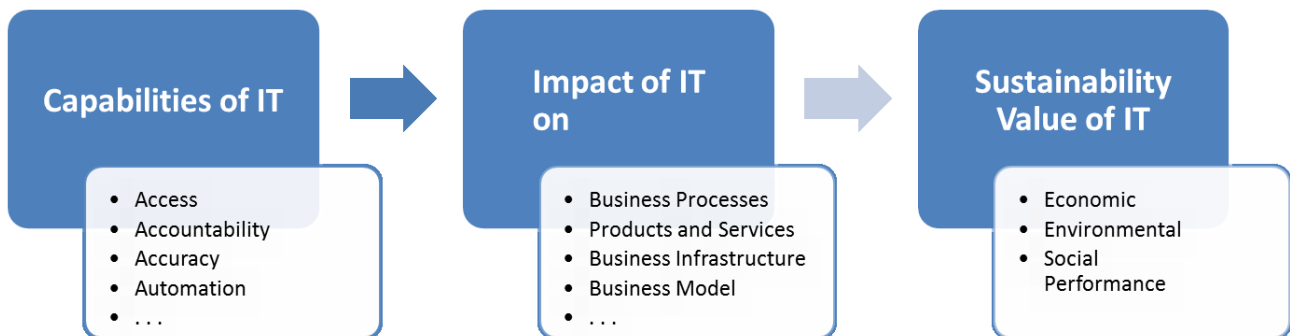 Capabilities of IT
• Access
• Accountability
• Accuracy
• Automation
• . . .
Impact of IT
on
• Business Processes
• Products and Services
• Business Infrastructure
• Business Model
• . . .
Sustainability
Value of IT
• Economic
• Environmental
• Social
Performance